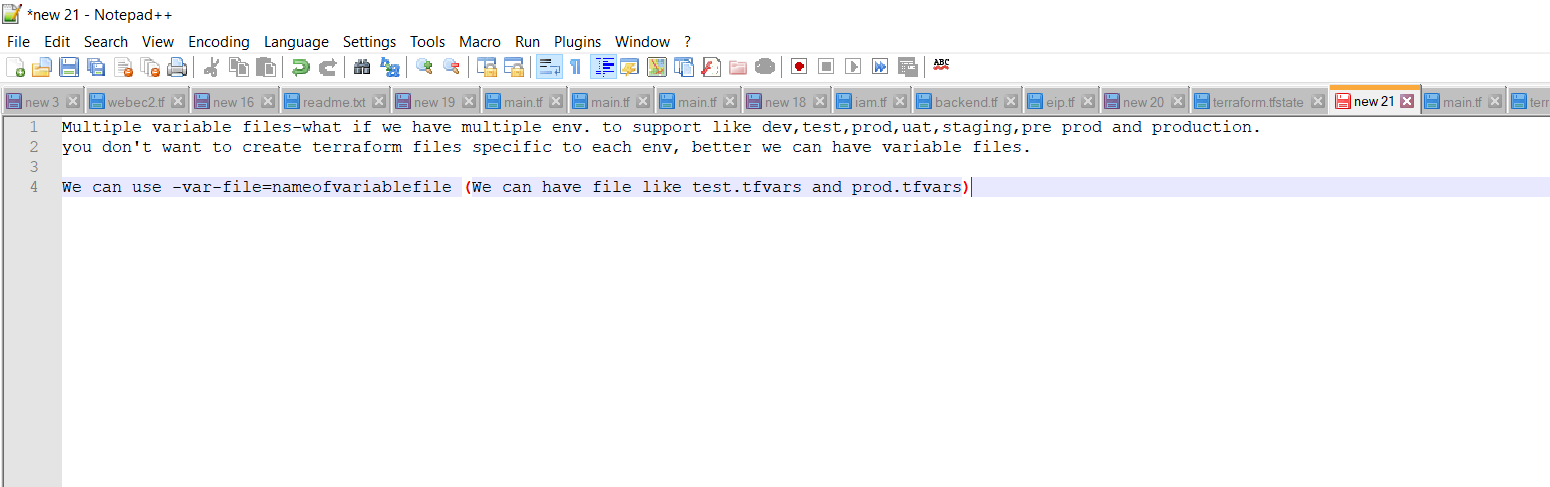 *new 21 - Notepad++
File Edit Search View Encoding Language Settings Tools Macro Run Plugins Window ?
ABC
new 3 webec2.tf new 16 readme.txt new 19 main.tf main.tf main.tf new 18 iam.tf backend.tf eip.tf new 20 terraform.tfstate new 21 main.tf terr
1 Multiple variable files-what if we have multiple env. to support like dev,test,prod,uat,staging,pre prod and production.
2 you don't want to create terraform files specific to each env, better we can have variable files.
3
4 We can use -var-file=nameofvariablefile (We can have file like test.tfvars and prod.tfvars)